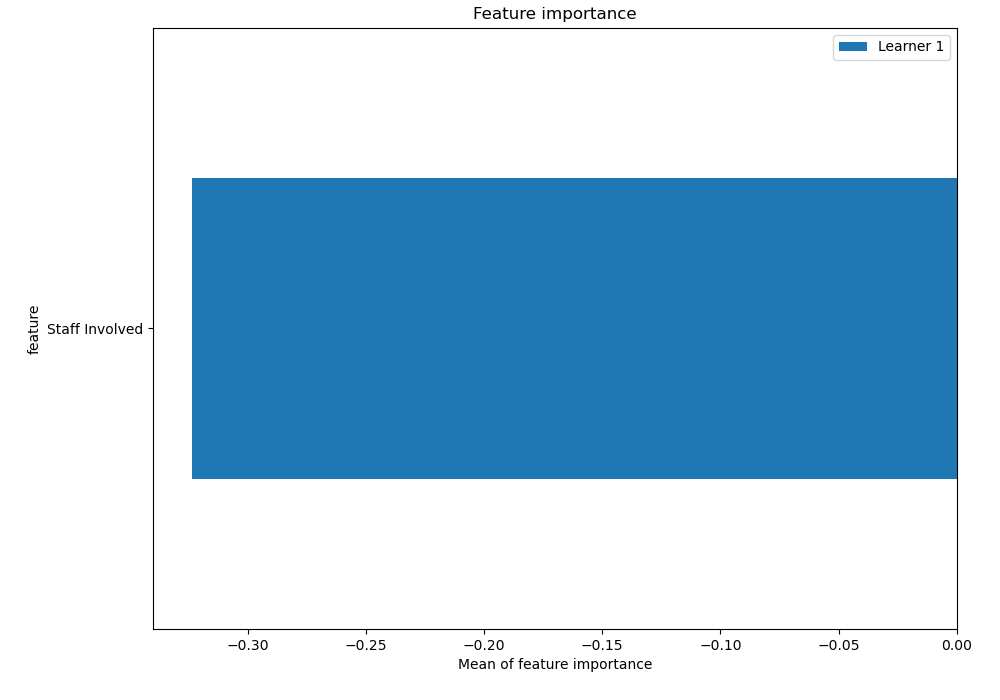 Feature importance
Learner 1
feature
Staff Involved
−0.30 −0.25 −0.20 −0.15 −0.10 −0.05 0.00
Mean of feature importance